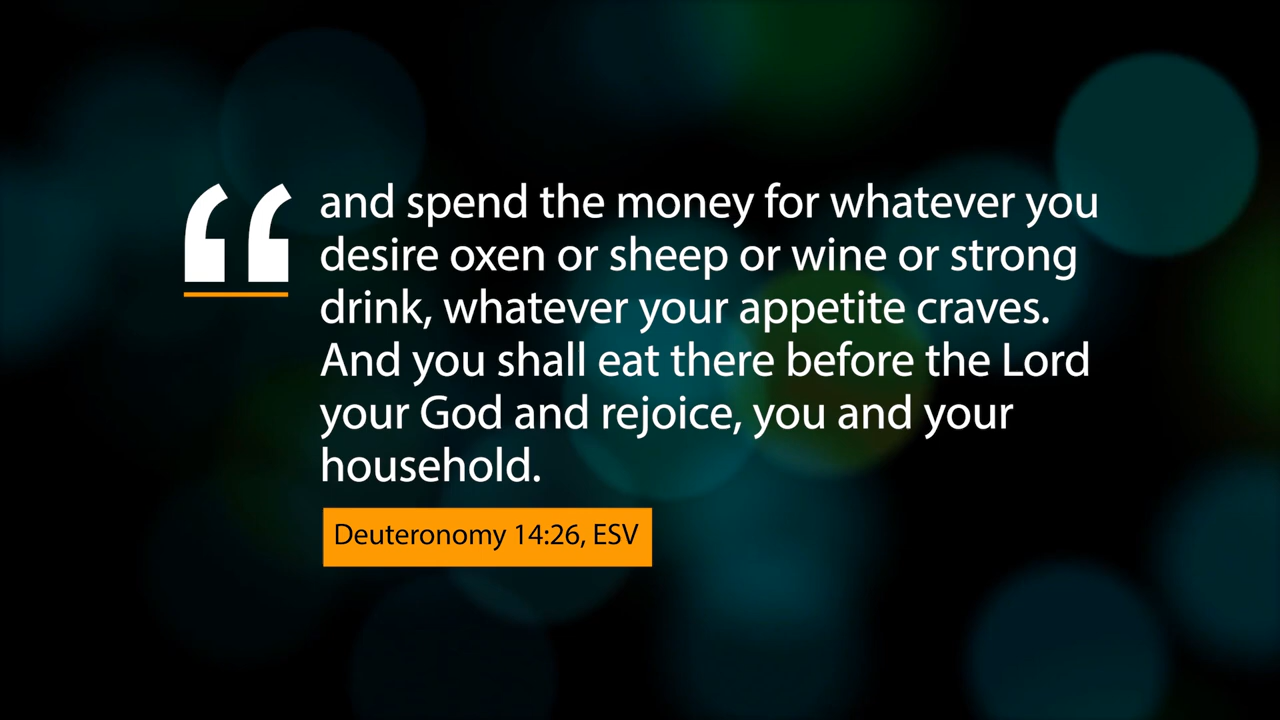 “
and spend the money for whatever you
desire oxen or sheep or wine or strong
drink, whatever your appetite craves.
And you shall eat there before the Lord
your God and rejoice, you and your
household.
Deuteronomy 14:26, ESV